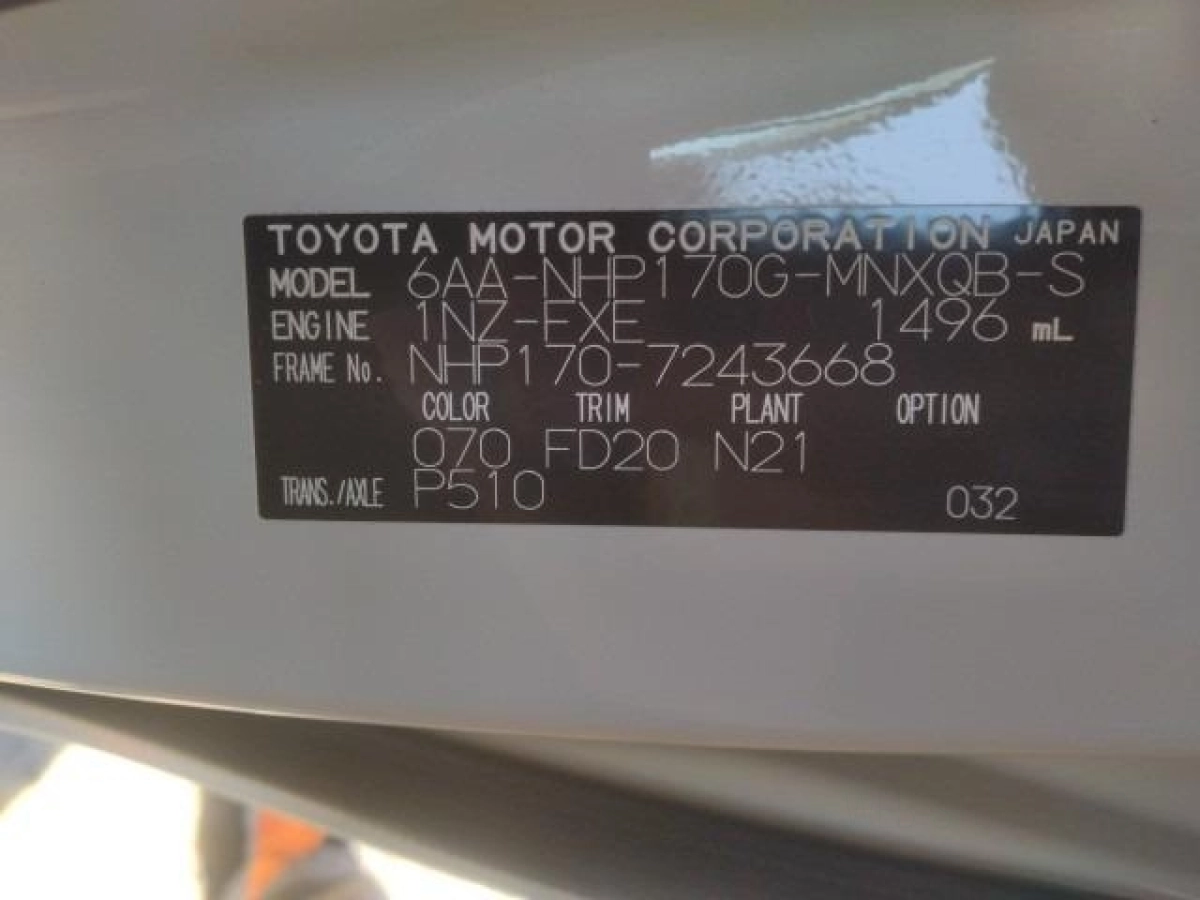 TOYOTA MOTOR CORPORATION JAPAN
MODEL 6AA-NHP170G-MNXQB-S
ENGINE 1NZ-FXE 1496 mL
FRAME No. NHP170-7243668
COLOR TRIM PLANT OPTION
070 FD20 N21
TRANS./AXLE P510 032